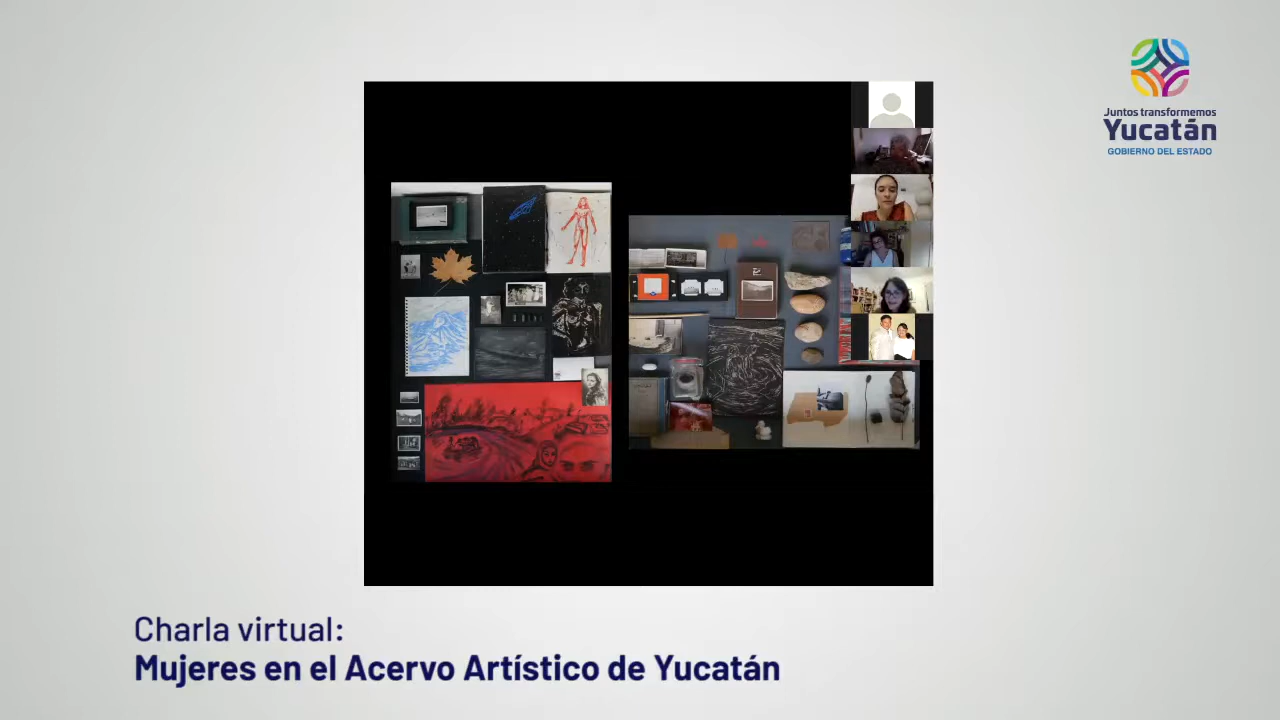 Juntos transformemos
Yucatán
GOBIERNO DEL ESTADO
Charla virtual:
Mujeres en el Acervo Artístico de Yucatán